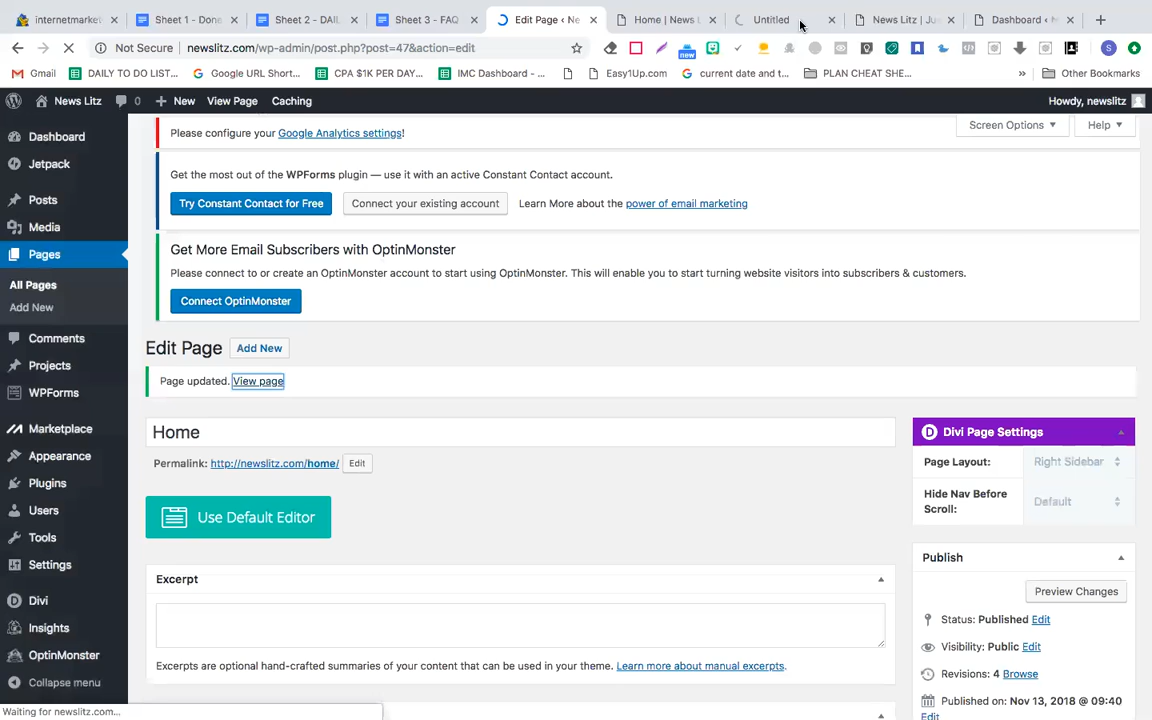 internetmarket
Sheet 1 - Done
Sheet 2 - DAIL
Sheet 3 - FAQ
Edit Page < Ne
Home | News L
Untitled
News Litz | Ju
Dashboard <
Not Secure
newslitz.com/wp-admin/post.php?post=47&action=edit
new
S
Gmail
DAILY TO DO LIST...
Google URL Short...
CPA $1K PER DAY...
IMC Dashboard - ...
Easy1Up.com
current date and t...
PLAN CHEAT SHE...
»
Other Bookmarks
News Litz
0
New
View Page
Caching
Howdy, newslitz
Dashboard
Jetpack
Posts
Media
Pages
All Pages
Add New
Comments
Projects
WPForms
Marketplace
Appearance
Plugins
Users
Tools
Settings
Divi
Insights
OptinMonster
Collapse menu
Please configure your Google Analytics settings!
Screen Options
Help
Get the most out of the WPForms plugin — use it with an active Constant Contact account.
Try Constant Contact for Free
Connect your existing account
Learn More about the power of email marketing
Get More Email Subscribers with OptinMonster
Please connect to or create an OptinMonster account to start using OptinMonster. This will enable you to start turning website visitors into subscribers & customers.
Connect OptinMonster
Edit Page
Add New
Page updated. View page
Home
Permalink: http://newslitz.com/home/
Edit
Use Default Editor
Excerpt
Excerpts are optional hand-crafted summaries of your content that can be used in your theme. Learn more about manual excerpts.
D
Divi Page Settings
Page Layout:
Right Sidebar
Hide Nav Before
Scroll:
Default
Publish
Preview Changes
Status: Published Edit
Visibility: Public Edit
Revisions: 4 Browse
Published on: Nov 13, 2018 @ 09:40
Edit
Waiting for newslitz.com...